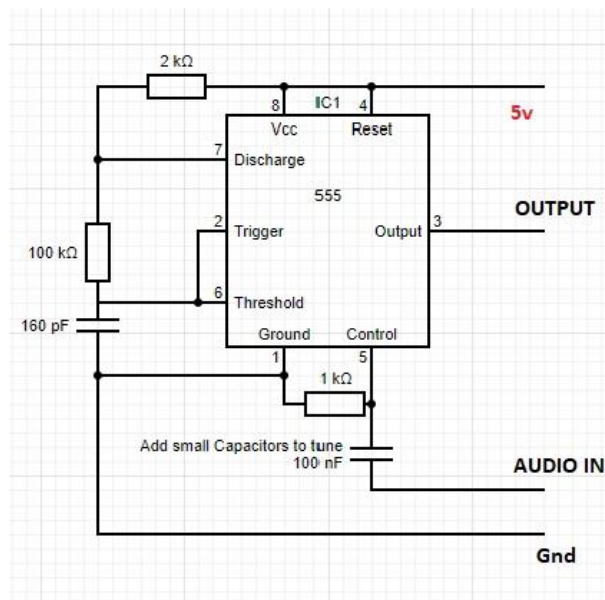 2 kΩ
8 IC1 4
5v
Vcc Reset
7
Discharge
555
OUTPUT
2
Trigger Output 3
100 kΩ
6
Threshold
160 pF
Ground Control
1 5
1 kΩ
Add small Capacitors to tune
100 nF
AUDIO IN
Gnd